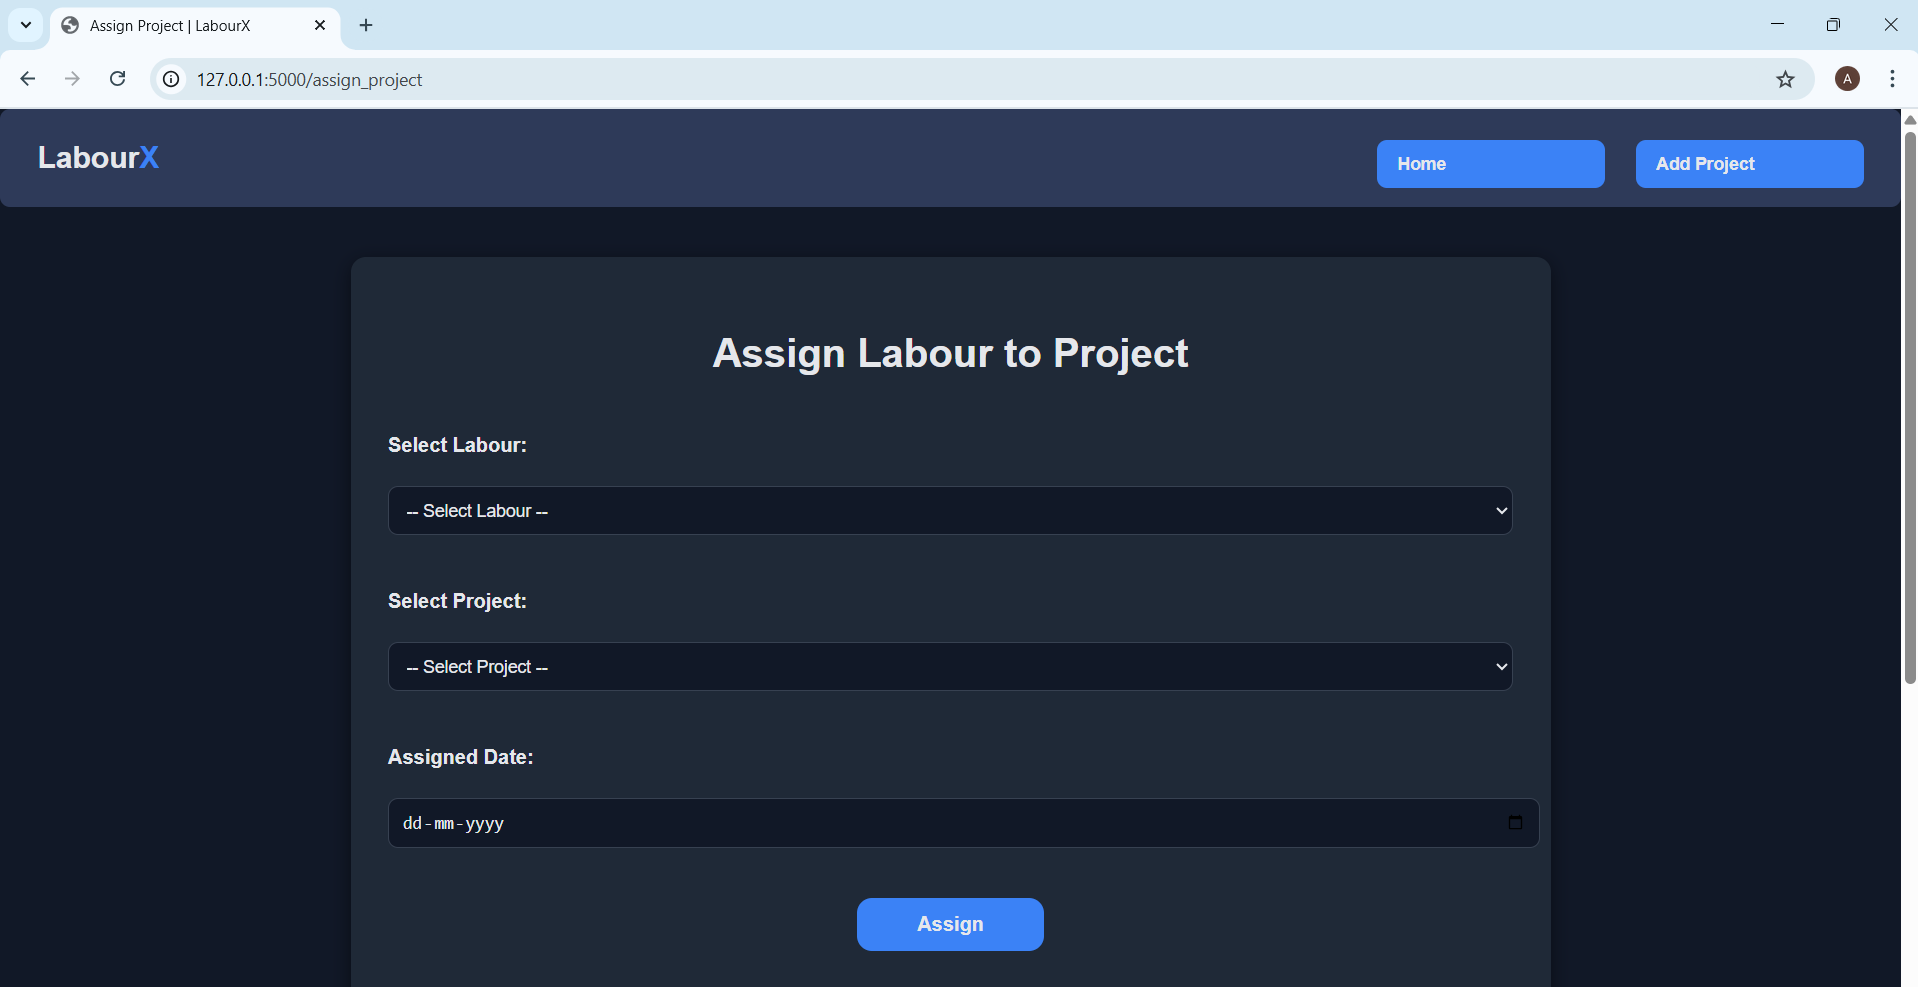 Assign Project | LabourX
127.0.0.1:5000/assign_project
A
LabourX
Home
Add Project
Assign Labour to Project
Select Labour:
-- Select Labour --
Select Project:
-- Select Project --
Assigned Date:
dd-mm-yyyy
Assign